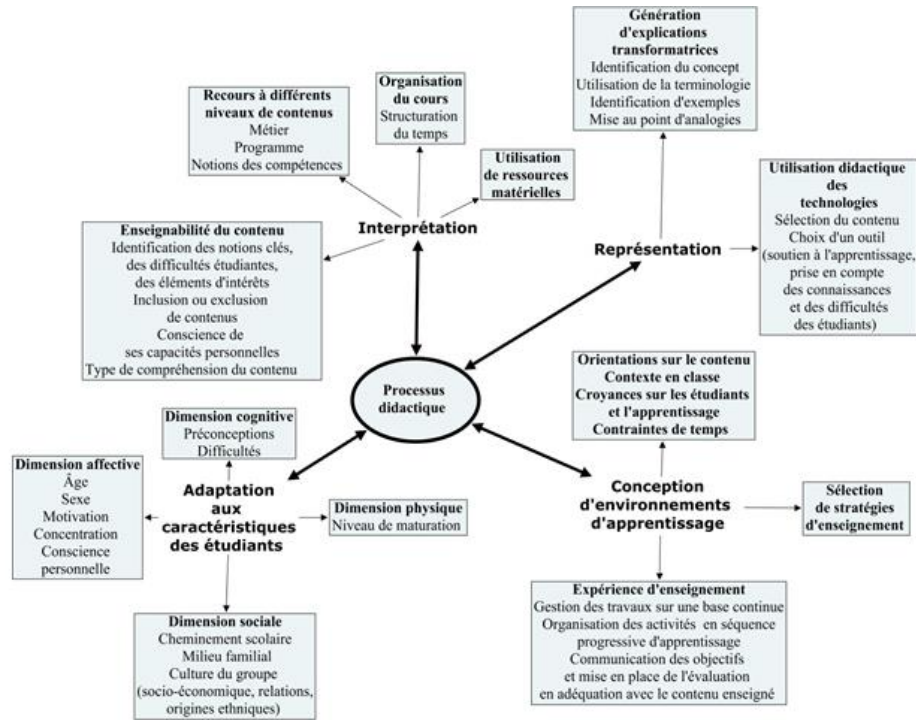 Génération
d'explications
transformatrices
Identification du concept
Utilisation de la terminologie
Identification d'exemples
Mise au point d'analogies
Organisation
du cours
Structuration
du temps
Recours à différents
niveaux de contenus
Métier
Programme
Notions des compétences
Utilisation
de ressources
matérielles
Interprétation
Utilisation didactique
des
technologies
Sélection du contenu
Choix d'un outil
(soutien à l'apprentissage,
prise en compte
des connaissances
et des difficultés
des étudiants)
Représentation
Enseignabilité du contenu
Identification des notions clés,
des difficultés étudiantes,
des éléments d'intérêts
Inclusion ou exclusion
de contenus
Conscience de
ses capacités personnelles
Type de compréhension du contenu
Processus
didactique
Orientations sur le contenu
Contexte en classe
Croyances sur les étudiants
et l'apprentissage
Contraintes de temps
Dimension cognitive
Préconceptions
Difficultés
Dimension affective
Âge
Sexe
Motivation
Concentration
Conscience
personnelle
Adaptation
aux
caractéristiques
des étudiants
Dimension physique
Niveau de maturation
Conception
d'environnements
d'apprentissage
Sélection
de stratégies
d'enseignement
Dimension sociale
Cheminement scolaire
Milieu familial
Culture du groupe
(socio-économique, relations,
origines ethniques)
Expérience d'enseignement
Gestion des travaux sur une base continue
Organisation des activités en séquence
progressive d'apprentissage
Communication des objectifs
et mise en place de l'évaluation
en adéquation avec le contenu enseigné